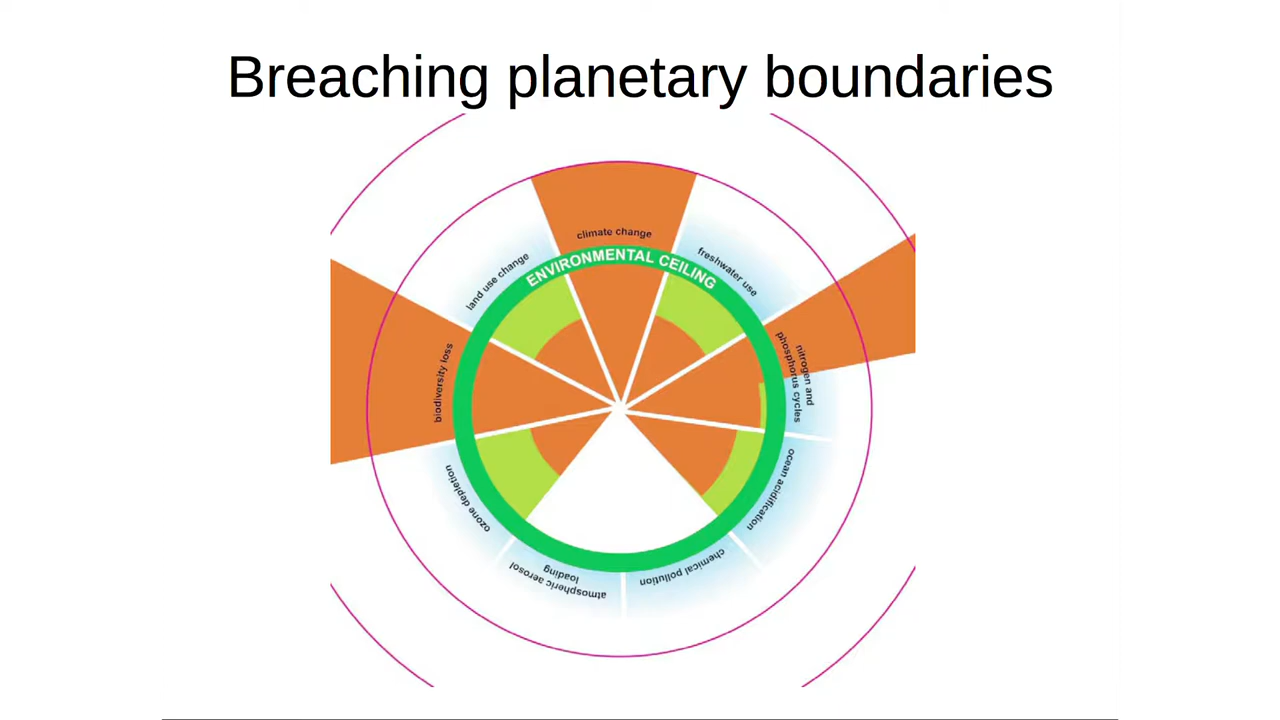 Breaching planetary boundaries
climate change
ENVIRONMENTAL CEILING
freshwater use
land use change
nitrogen and
phosphorus cycles
biodiversity loss
ocean acidification
ozone depletion
chemical pollution
atmospheric aerosol
loading